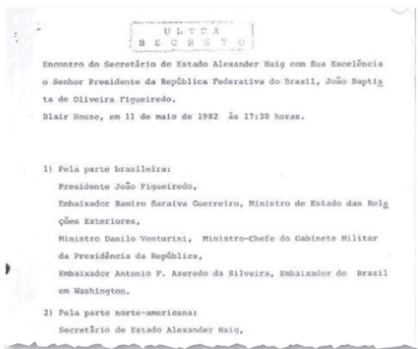 ULTRA
SECRETO
Encontro do Secretário de Estado Alexander Haig com Sua Excelência
o Senhor Presidente da República Federativa do Brasil, João Baptis
ta de Oliveira Figueiredo.
Blair House, em 11 de maio de 1982 às 17:30 horas.
1) Pela parte brasileira:
Presidente João Figueiredo,
Embaixador Ramiro Saraiva Guerreiro, Ministro de Estado das Rela
ções Exteriores,
Ministro Danilo Venturini, Ministro-Chefe do Gabinete Militar
da Presidência da República,
Embaixador Antonio F. Azeredo da Silveira, Embaixador do Brasil
em Washington.
2) Pela parte norte-americana:
Secretário de Estado Alexander Haig,